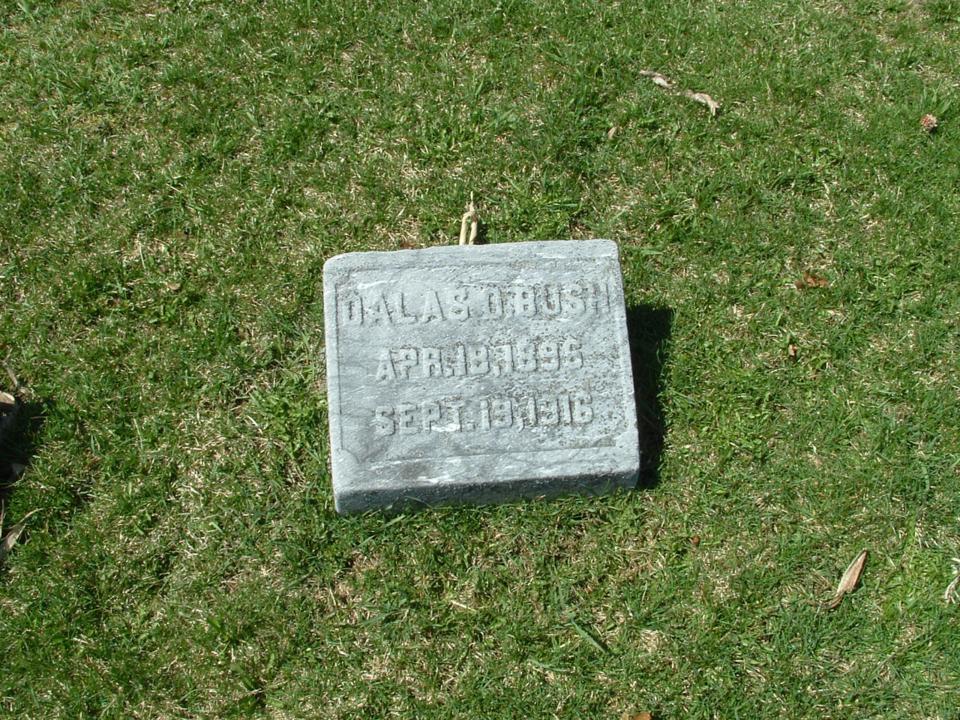 DALAS O. BUSH
APR. 18, 1896
SEPT. 19, 1916